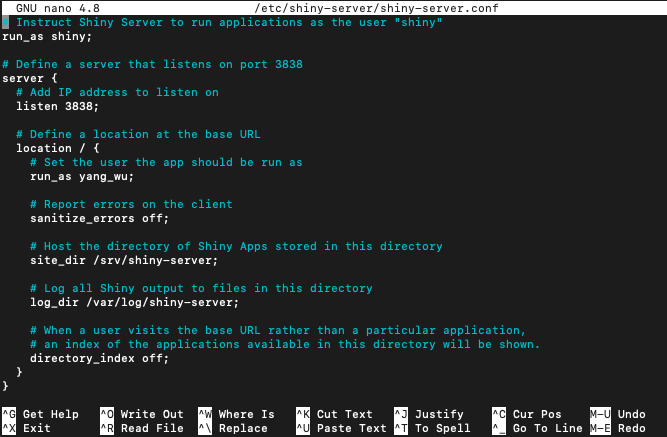 GNU nano 4.8 /etc/shiny-server/shiny-server.conf
# Instruct Shiny Server to run applications as the user "shiny"
run_as shiny;

# Define a server that listens on port 3838
server {
  # Add IP address to listen on
  listen 3838;

  # Define a location at the base URL
  location / {
    # Set the user the app should be run as
    run_as yang_wu;

    # Report errors on the client
    sanitize_errors off;

    # Host the directory of Shiny Apps stored in this directory
    site_dir /srv/shiny-server;

    # Log all Shiny output to files in this directory
    log_dir /var/log/shiny-server;

    # When a user visits the base URL rather than a particular application,
    # an index of the applications available in this directory will be shown.
    directory_index off;
  }
}

^G Get Help ^O Write Out ^W Where Is ^K Cut Text ^J Justify ^C Cur Pos M-U Undo
^X Exit ^R Read File ^\ Replace ^U Paste Text ^T To Spell ^_ Go To Line M-E Redo